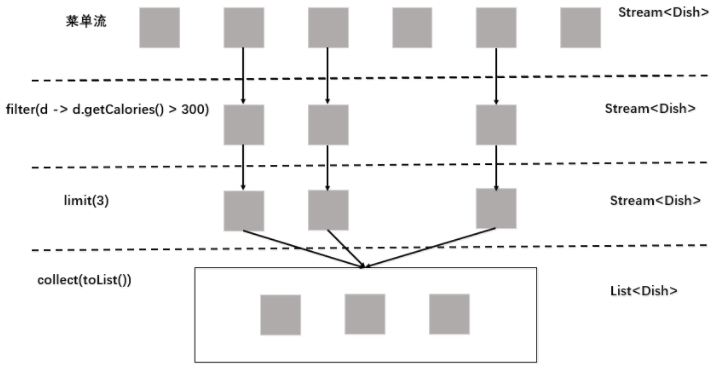 菜单流
Stream<Dish>
filter(d -> d.getCalories() > 300)
Stream<Dish>
limit(3)
Stream<Dish>
collect(toList())
List<Dish>